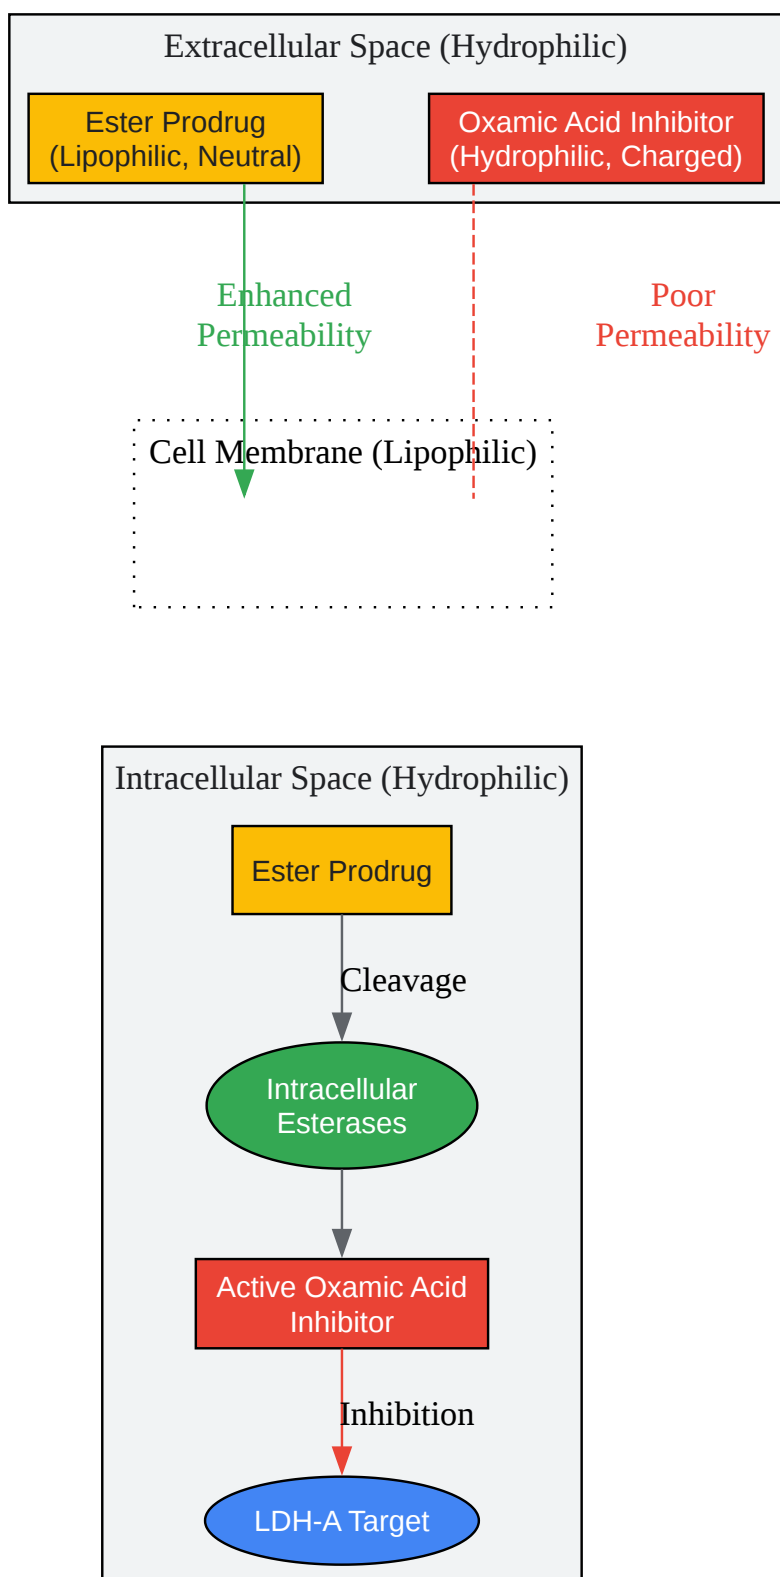 Extracellular Space (Hydrophilic)
Ester Prodrug
(Lipophilic, Neutral)
Oxamic Acid Inhibitor
(Hydrophilic, Charged)
Enhanced
Permeability
Poor
Permeability
Cell Membrane (Lipophilic)
Intracellular Space (Hydrophilic)
Ester Prodrug
Cleavage
Intracellular
Esterases
Active Oxamic Acid
Inhibitor
Inhibition
LDH-A Target